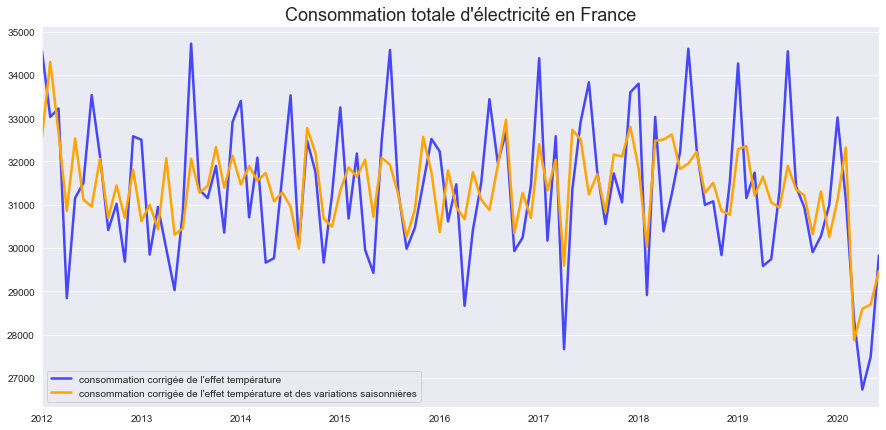 Consommation totale d'électricité en France
35000
34000
33000
32000
31000
30000
29000
28000
27000
consommation corrigée de l'effet température
consommation corrigée de l'effet température et des variations saisonnières
2012 2013 2014 2015 2016 2017 2018 2019 2020